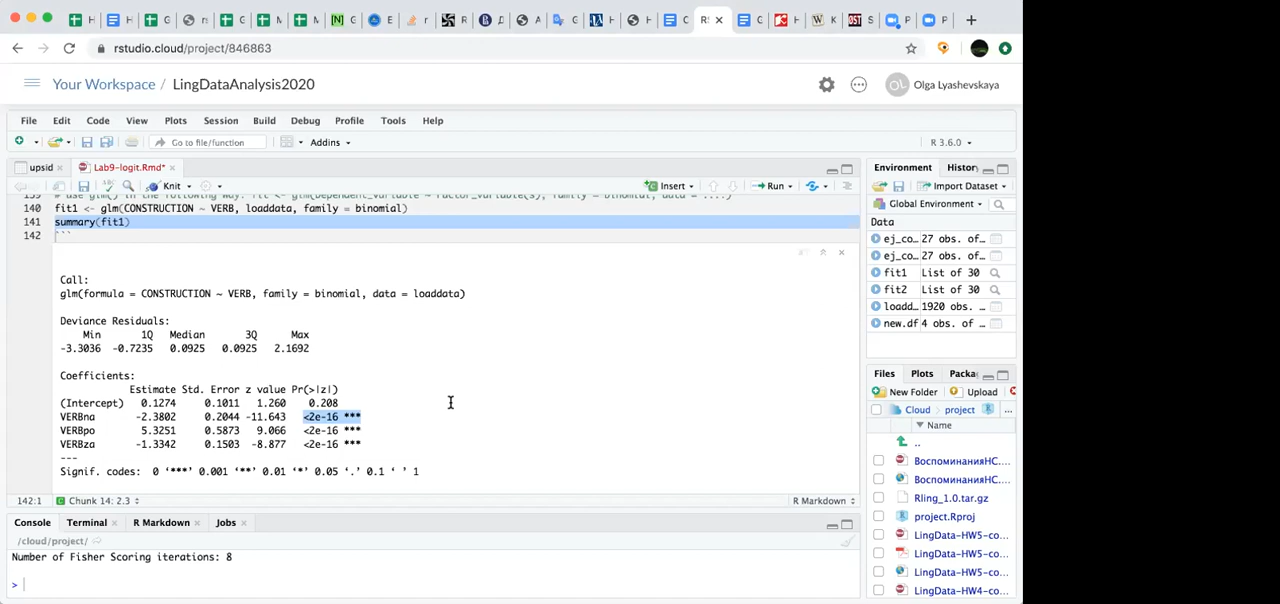 rstudio.cloud/project/846863
Your Workspace / LingDataAnalysis2020
OL
Olga Lyashevskaya
File Edit Code View Plots Session Build Debug Profile Tools Help
Go to file/function
Addins
R 3.6.0
upsid
Lab9-logit.Rmd*
Knit
Insert
Run
140 fit1 <- glm(CONSTRUCTION ~ VERB, loaddata, family = binomial)
141 summary(fit1)
142 ```
Call:
glm(formula = CONSTRUCTION ~ VERB, family = binomial, data = loaddata)
Deviance Residuals:
Min 1Q Median 3Q Max
-3.3036 -0.7235 0.0925 0.0925 2.1692
Coefficients:
Estimate Std. Error z value Pr(>|z|)
(Intercept) 0.1274 0.1011 1.260 0.208
VERBna -2.3802 0.2044 -11.643 <2e-16 ***
VERBpo 5.3251 0.5873 9.066 <2e-16 ***
VERBza -1.3342 0.1503 -8.877 <2e-16 ***
---
Signif. codes: 0 ‘***’ 0.001 ‘**’ 0.01 ‘*’ 0.05 ‘.’ 0.1 ‘ ’ 1
142:1
Chunk 14: 2.3
R Markdown
Console Terminal R Markdown Jobs
/cloud/project/
Number of Fisher Scoring iterations: 8
>
Environment Histor
Import Dataset
Global Environment
Data
ej_co… 27 obs. of…
ej_co… 27 obs. of…
fit1 List of 30
fit2 List of 30
loadd… 1920 obs. …
new.df 4 obs. of …
Files Plots Packa
New Folder Upload
Cloud project
Name
..
ВоспоминанияНС.…
ВоспоминанияНС.…
Rling_1.0.tar.gz
project.Rproj
LingData-HW5-co…
LingData-HW5-co…
LingData-HW5-co…
LingData-HW4-co…